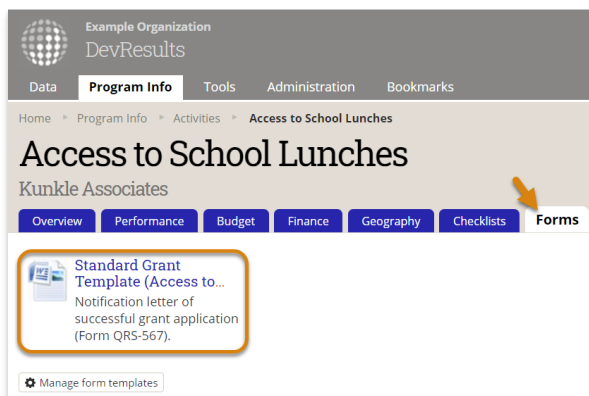 Example Organization
DevResults
Data Program Info Tools Administration Bookmarks
Home Program Info Activities Access to School Lunches
Access to School Lunches
Kunkle Associates
Overview Performance Budget Finance Geography Checklists Forms
Standard Grant
Template (Access to...
Notification letter of
successful grant application
(Form QRS-567).
Manage form templates